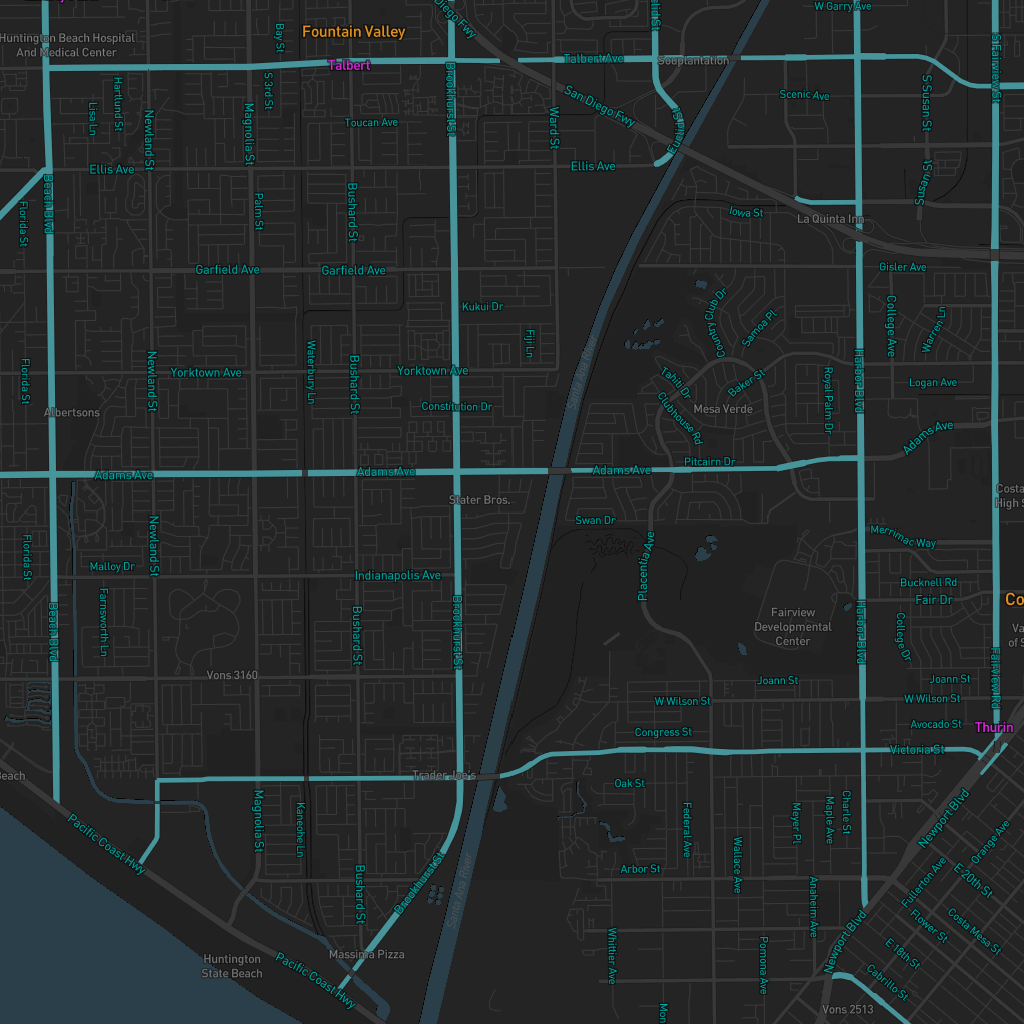 W Garry Ave
Diego Fwy
Fountain Valley
Huntington Beach Hospital
And Medical Center
Bay St
S Fairview St
Talbert
Talbert Ave
Souplantation
S 3rd St
Hartlund St
Lisa Ln
Newland St
Magnolia St
Brookhurst St
Toucan Ave
Ward St
San Diego Fwy
Scenic Ave
S Susan St
Euclid St
Ellis Ave
Ellis Ave
S Susan St
Beach Blvd
Florida St
Palm St
Bushard St
Iowa St
La Quinta Inn
Garfield Ave
Garfield Ave
Gisler Ave
Kukui Dr
Country Club Dr
Samoa Pl
College Ave
Warren Ln
Fiji Ln
Santa Ana River
Florida St
Newland St
Yorktown Ave
Waterbury Ln
Bushard St
Yorktown Ave
Tahiti Dr
Baker St
Royal Palm Dr
Harbor Blvd
Logan Ave
Albertsons
Constitution Dr
Clubhouse Rd
Mesa Verde
Adams Ave
Adams Ave
Adams Ave
Adams Ave
Pitcairn Dr
Slater Bros.
Costa
High S
Florida St
Newland St
Swan Dr
Merrimac Way
Malloy Dr
Indianapolis Ave
Placentia Ave
Bucknell Rd
Fair Dr
Co
Beach Blvd
Farnsworth Ln
Bushard St
Brookhurst St
Fairview
Developmental
Center
Harbor Blvd
College Dr
Va
of S
Vons 3160
Joann St
Joann St
Fairview Rd
W Wilson St
W Wilson St
Congress St
Avocado St
Thurin
Victoria St
Beach
Trader Joe's
Oak St
Pacific Coast Hwy
Magnolia St
Kaneohe Ln
Federal Ave
Wallace Ave
Meyer Pl
Maple Ave
Charle St
Newport Blvd
Orange Ave
Bushard St
Brookhurst St
Santa Ana River
Arbor St
Anaheim Ave
Fullerton Ave
E 20th St
Flower St
Costa Mesa St
Huntington
State Beach
Massima Pizza
Pacific Coast Hwy
Whittier Ave
Pomona Ave
Newport Blvd
E 18th St
Cabrillo St
Mon
Vons 2513